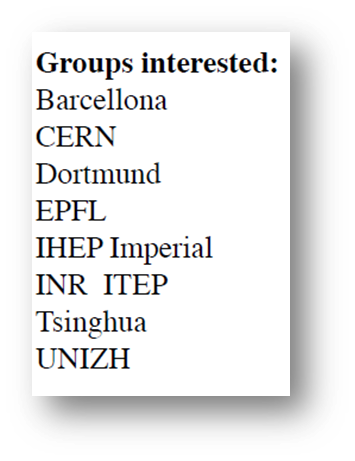 Groups interested:
Barcellona
CERN
Dortmund
EPFL
IHEP Imperial
INR  ITEP
Tsinghua
UNIZH